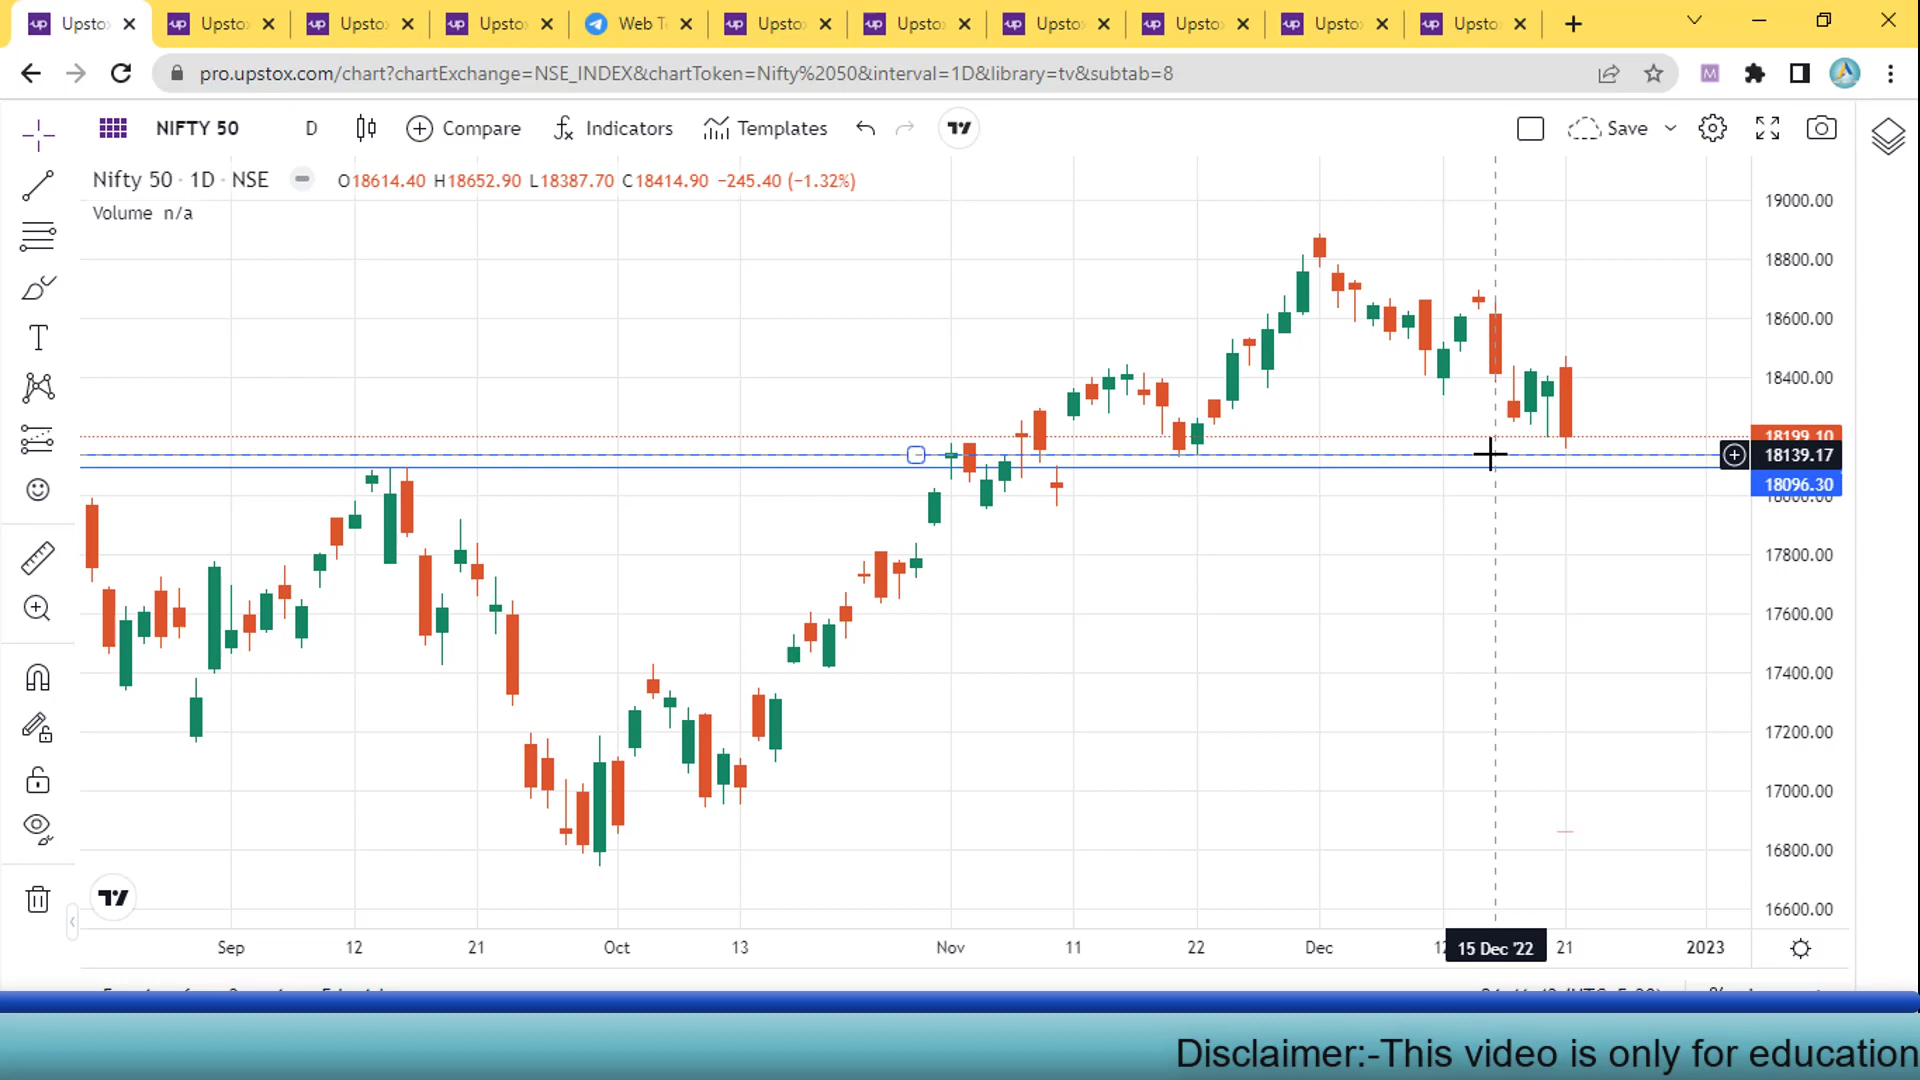 Upsto: Upsto: Upsto: Upsto: Web T Upsto: Upsto: Upsto: Upsto: Upsto: Upsto:
pro.upstox.com/chart?chartExchange=NSE_INDEX&chartToken=Nifty%2050&interval=1D&library=tv&subtab=8
NIFTY 50 D Compare Indicators Templates Save
Nifty 50 · 1D · NSE O18614.40 H18652.90 L18387.70 C18414.90 −245.40 (−1.32%)
Volume n/a
19000.00
18800.00
18600.00
18400.00
18199.10
18139.17
18096.30
18000.00
17800.00
17600.00
17400.00
17200.00
17000.00
16800.00
16600.00
Sep 12 21 Oct 13 Nov 11 22 Dec 12 15 Dec '22 21 2023
Disclaimer:-This video is only for education